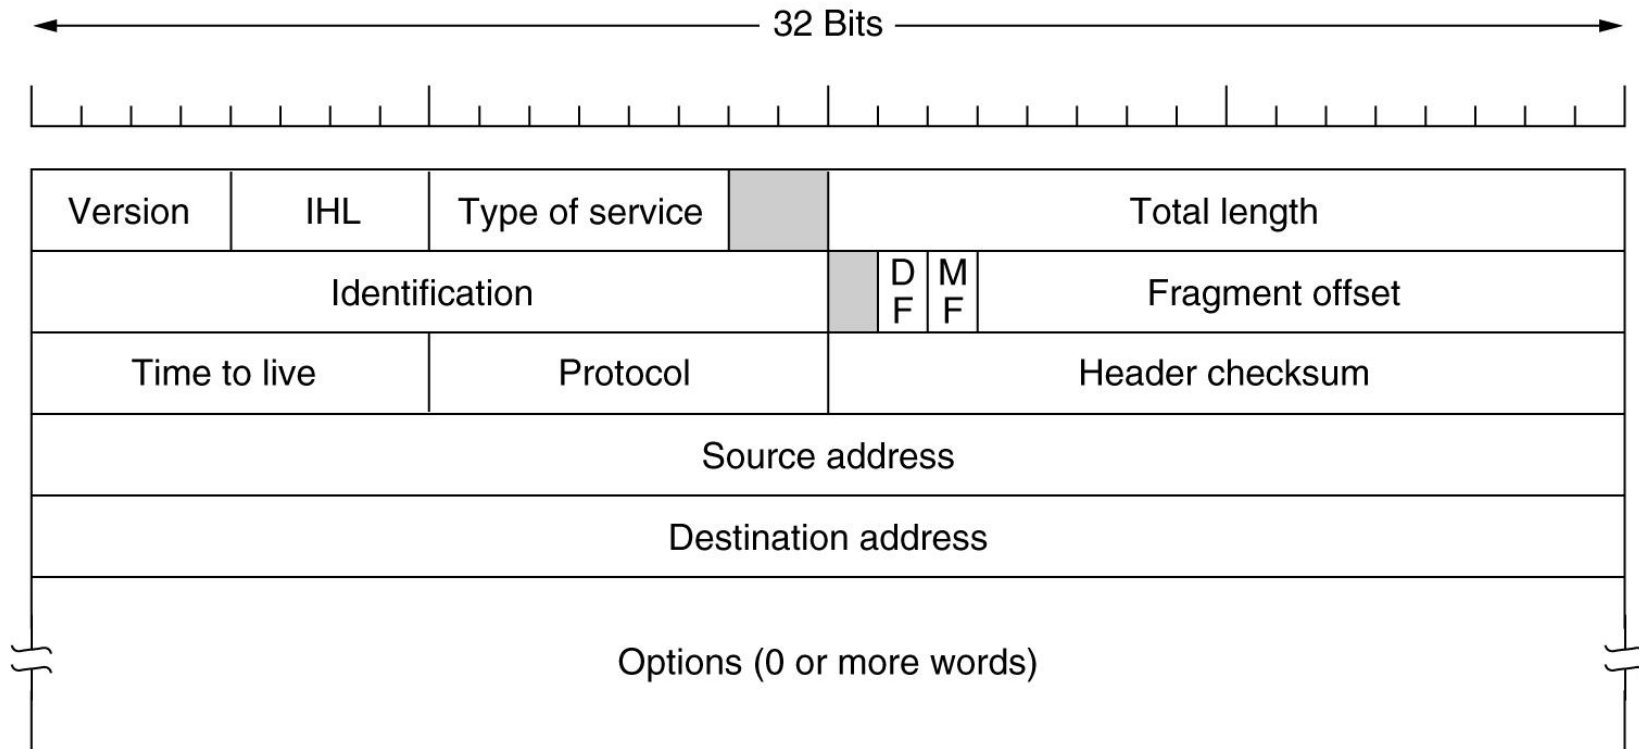 32 Bits
Version IHL Type of service Total length
Identification D F M F Fragment offset
Time to live Protocol Header checksum
Source address
Destination address
Options (0 or more words)